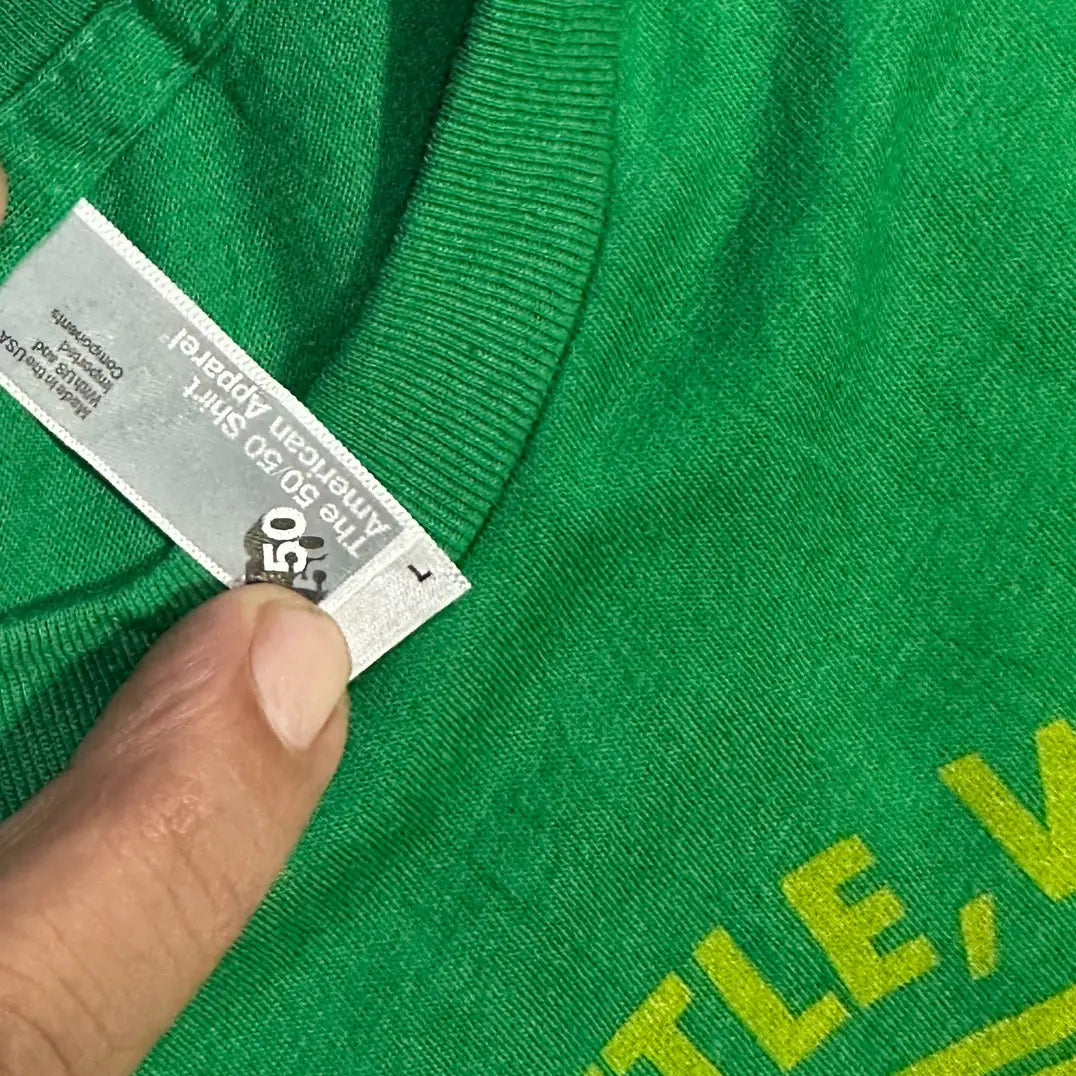 American Apparel
The 50/50 Shirt
50
L
Made in the USA
With US and
Imported
Components
TLE, W